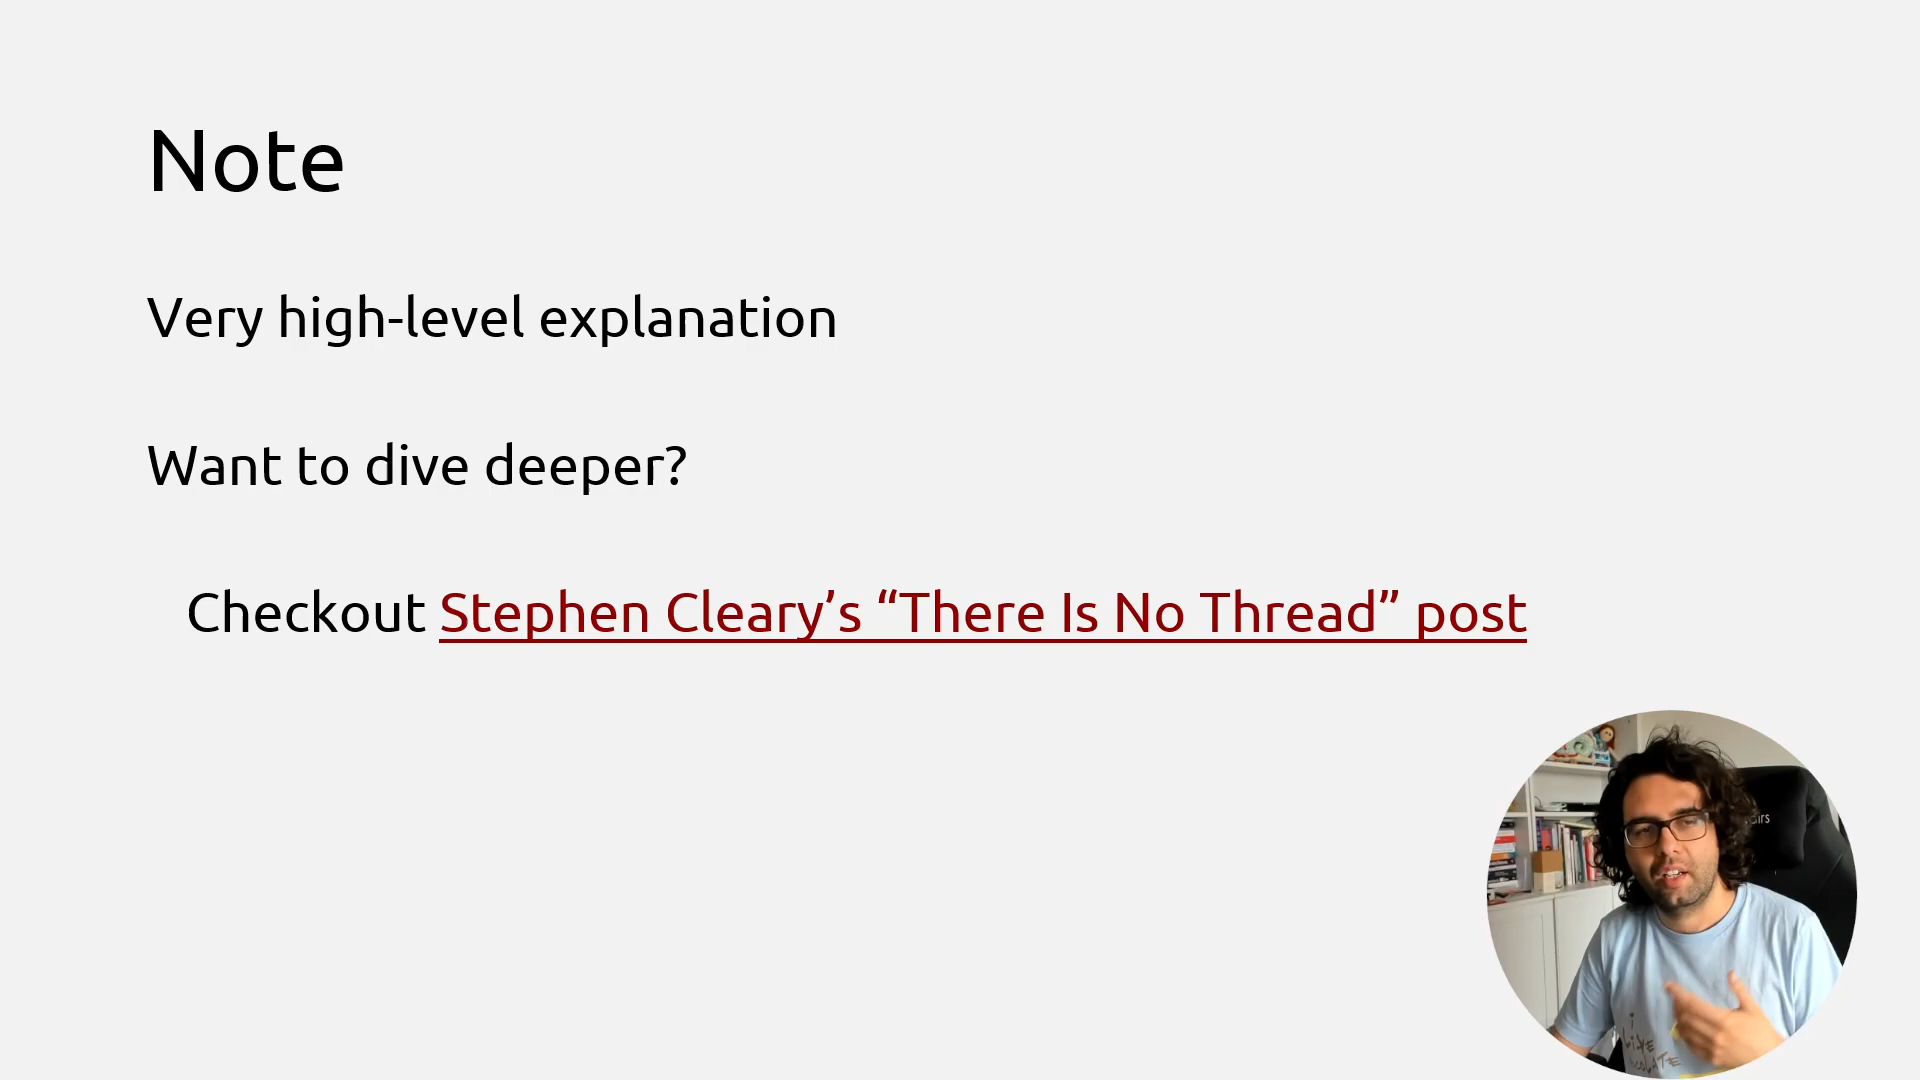 Note
Very high-level explanation
Want to dive deeper?
Checkout Stephen Cleary’s “There Is No Thread” post